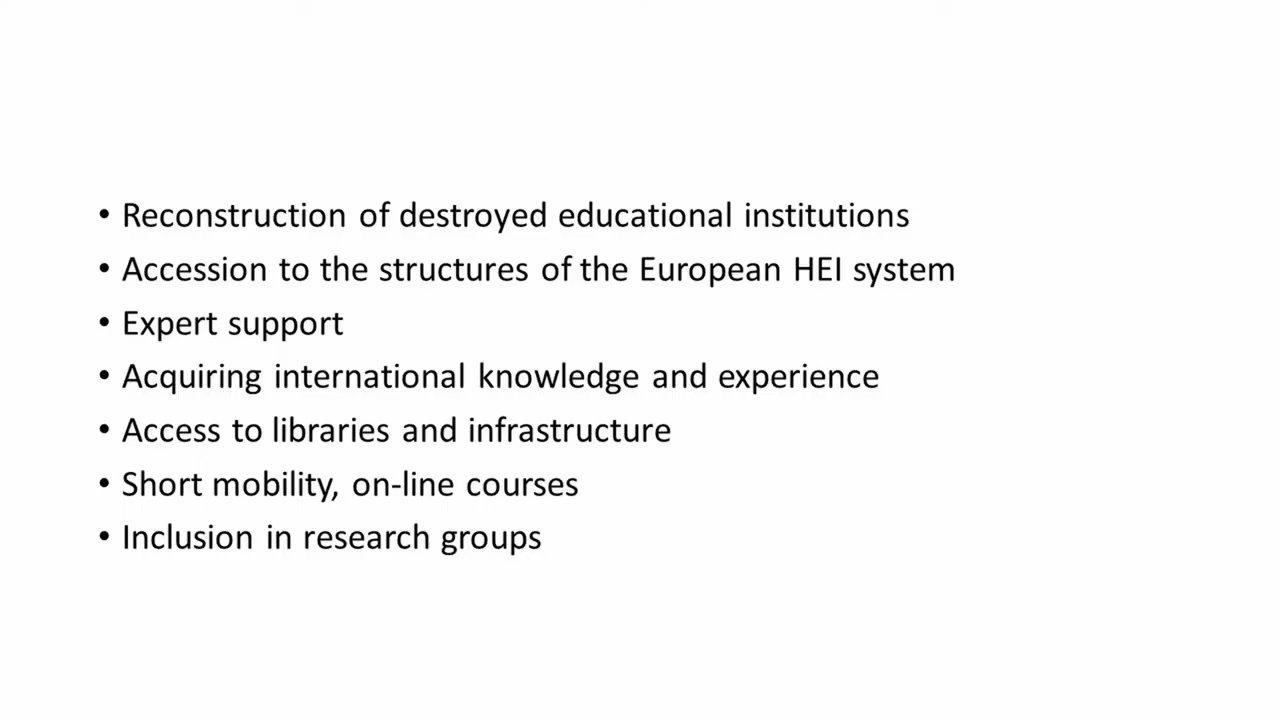 • Reconstruction of destroyed educational institutions
• Accession to the structures of the European HEI system
• Expert support
• Acquiring international knowledge and experience
• Access to libraries and infrastructure
• Short mobility, on-line courses
• Inclusion in research groups